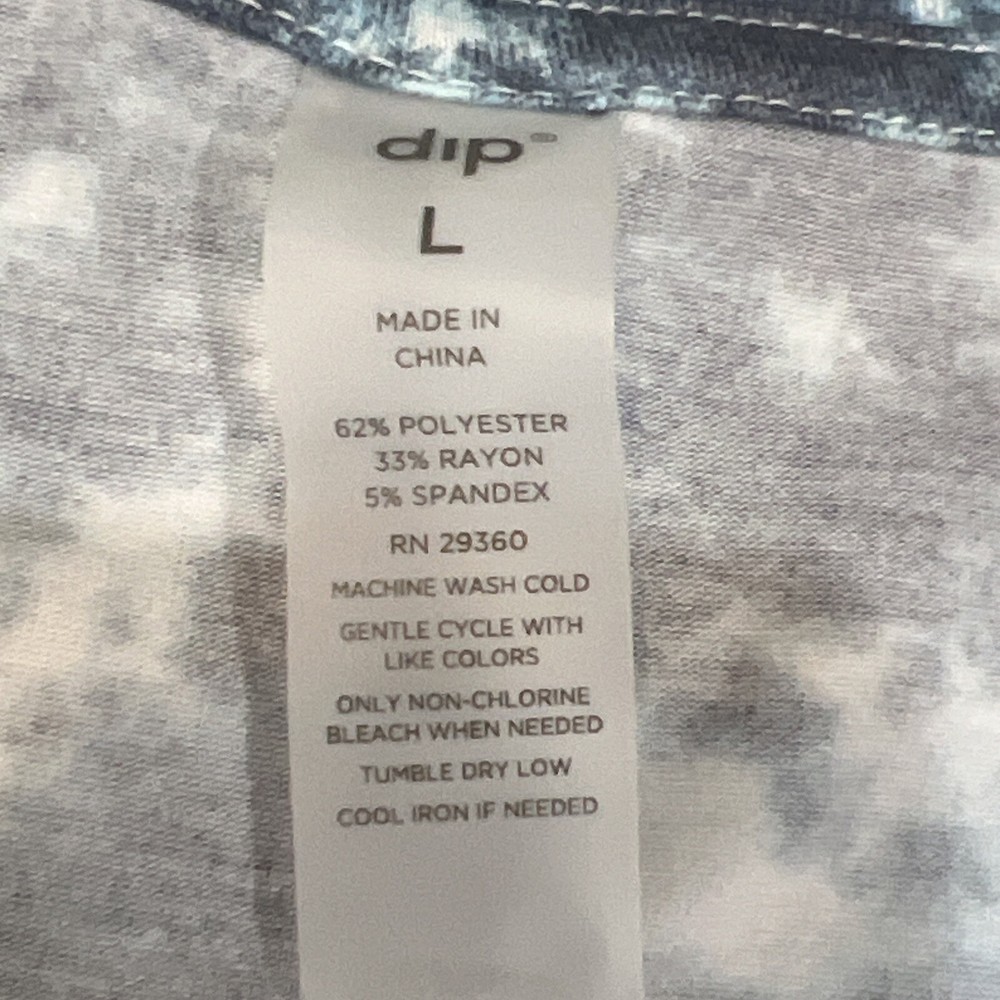 dip
L
MADE IN
CHINA
62% POLYESTER
33% RAYON
5% SPANDEX
RN 29360
MACHINE WASH COLD
GENTLE CYCLE WITH
LIKE COLORS
ONLY NON-CHLORINE
BLEACH WHEN NEEDED
TUMBLE DRY LOW
COOL IRON IF NEEDED